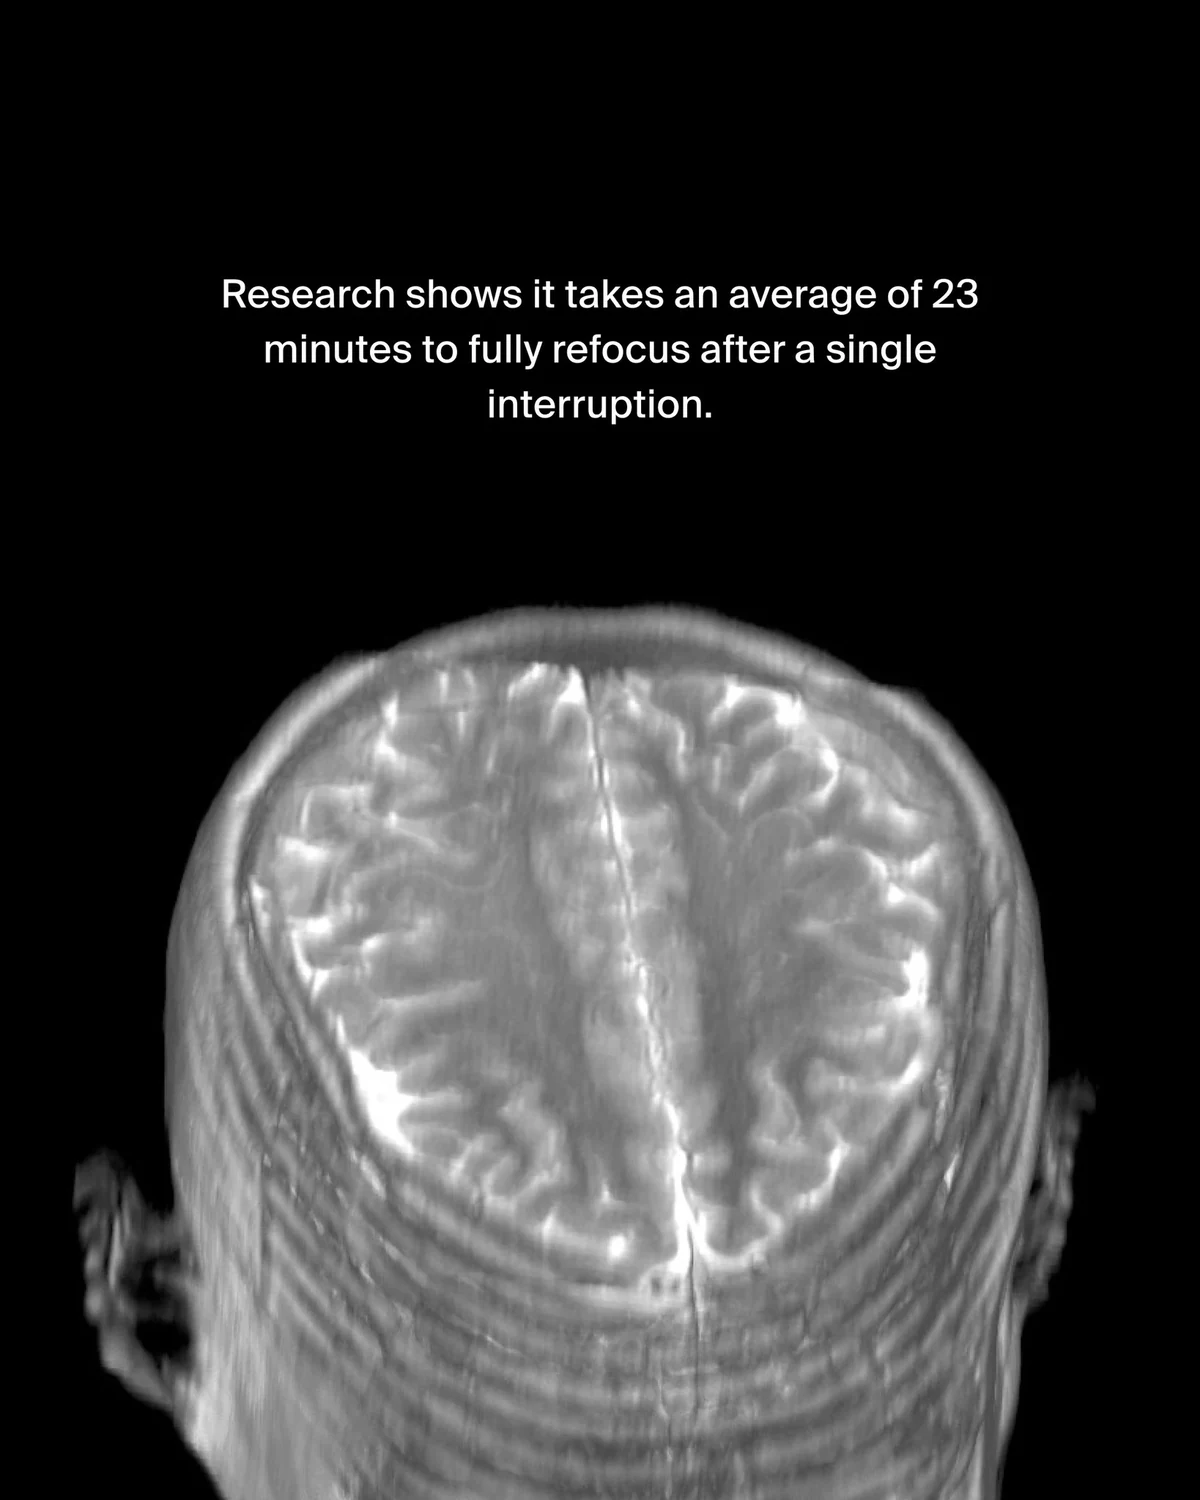 Research shows it takes an average of 23
minutes to fully refocus after a single
interruption.